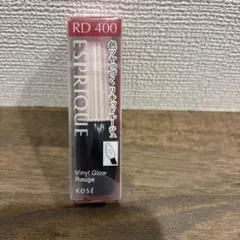 RD 400
ESPRIQUE
Vinyl Glow
Rouge
KOSÉ